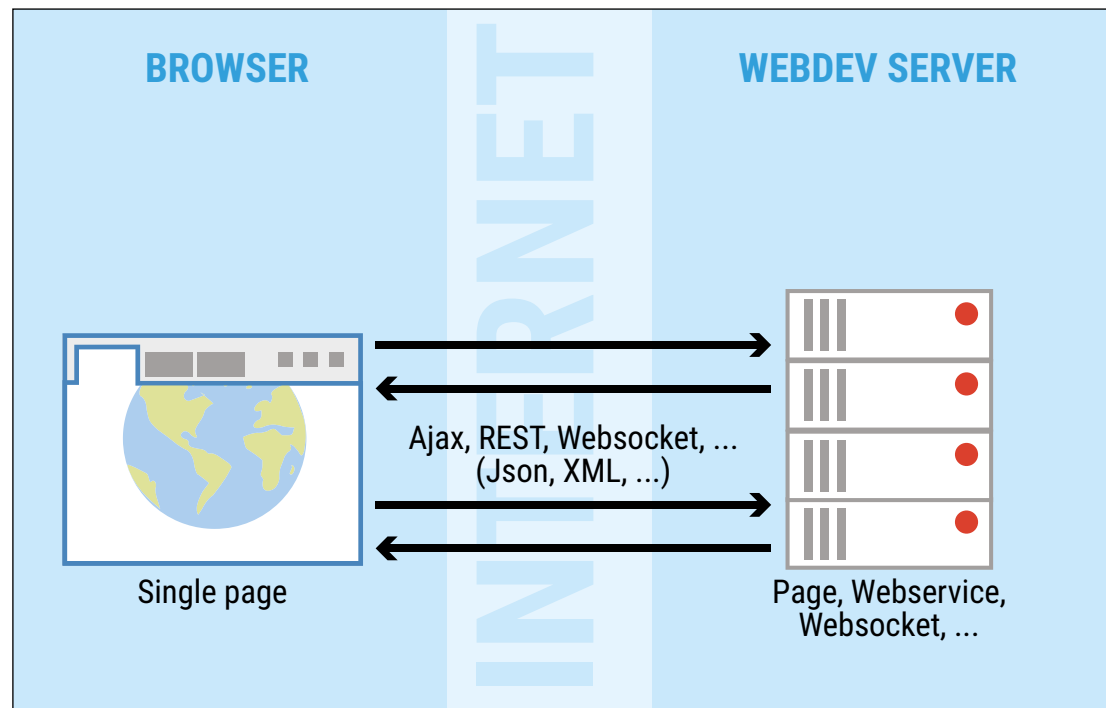 BROWSER
INTERNET
WEBDEV SERVER
Ajax, REST, Websocket, ...
(Json, XML, ...)
Single page
Page, Webservice,
Websocket, ...